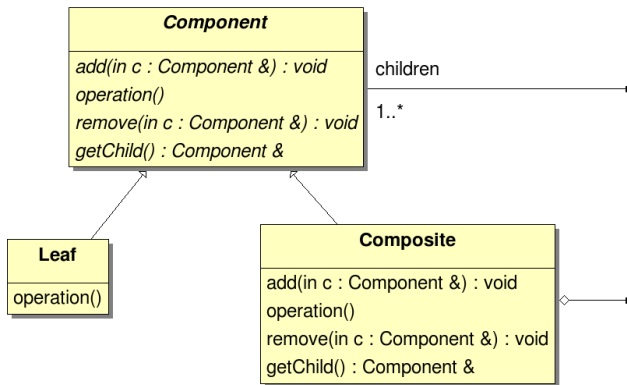 Component
add(in c : Component &) : void
operation()
remove(in c : Component &) : void
getChild() : Component &
children
1..*
Leaf
operation()
Composite
add(in c : Component &) : void
operation()
remove(in c : Component &) : void
getChild() : Component &